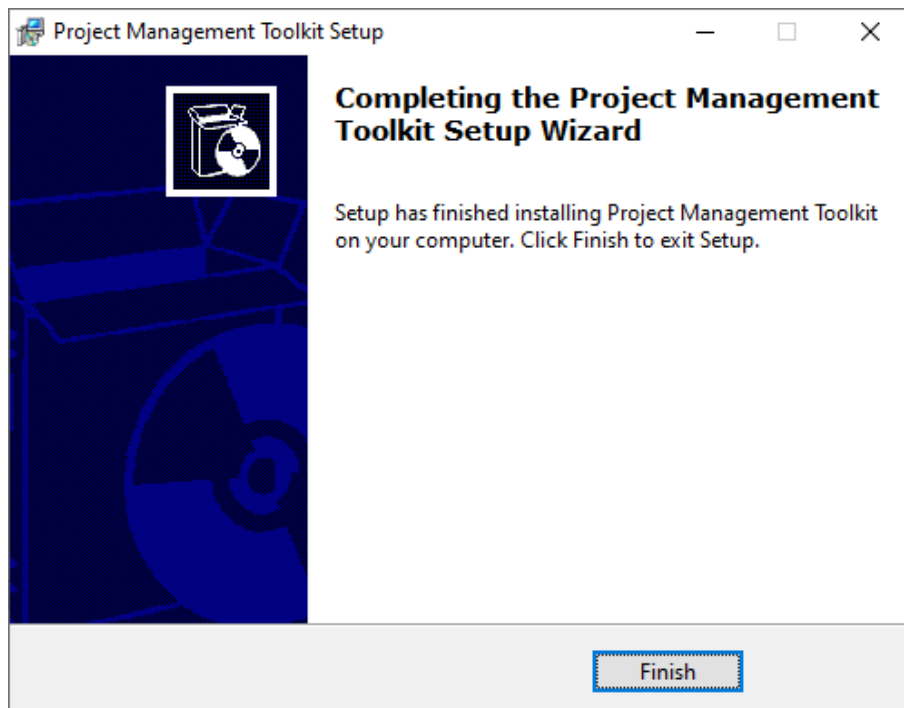 Project Management Toolkit Setup
Completing the Project Management
Toolkit Setup Wizard
Setup has finished installing Project Management Toolkit
on your computer. Click Finish to exit Setup.
Finish